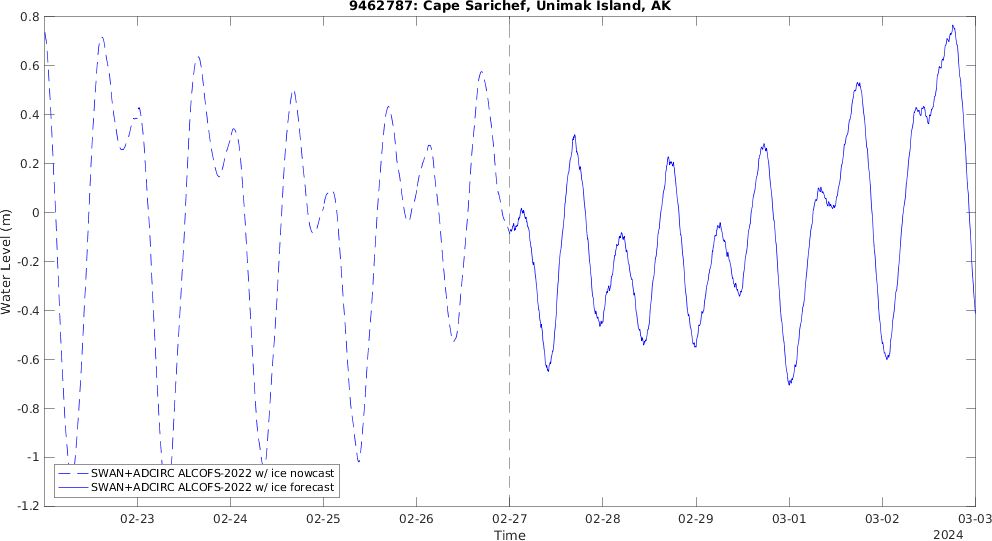 9462787: Cape Sarichef, Unimak Island, AK
0.8
0.6
0.4
0.2
0
-0.2
-0.4
-0.6
-0.8
-1
-1.2
Water Level (m)
SWAN+ADCIRC ALCOFS-2022 w/ ice nowcast
SWAN+ADCIRC ALCOFS-2022 w/ ice forecast
02-23 02-24 02-25 02-26 02-27 02-28 02-29 03-01 03-02 03-03
Time
2024